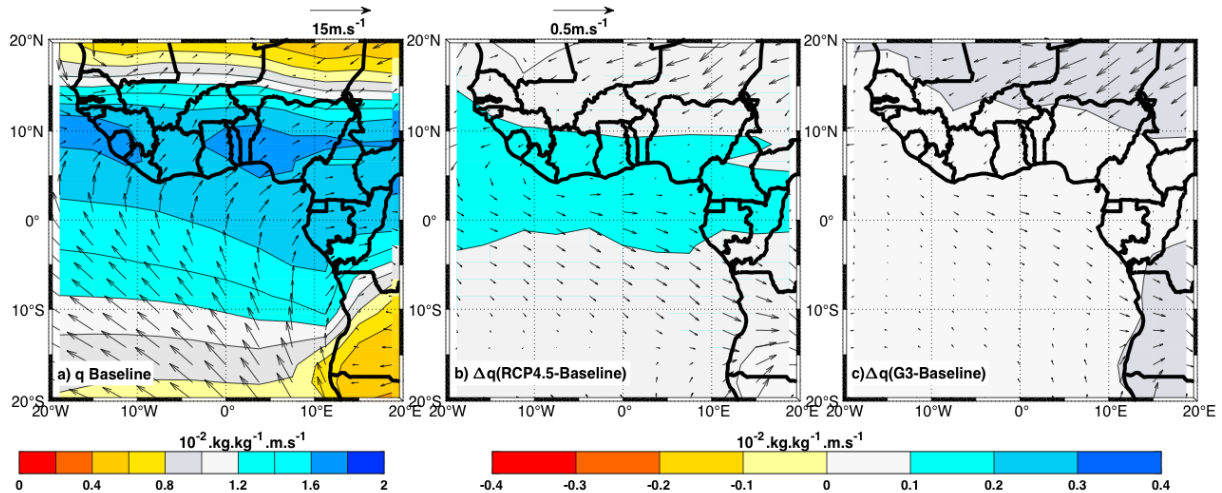 15m.s⁻¹ 0.5m.s⁻¹
20°N 20°N 20°N
10°N 10°N 10°N
0° 0° 0°
10°S 10°S 10°S
20°S 20°S 20°S
a) q Baseline b) Δq(RCP4.5-Baseline) c)Δq(G3-Baseline)
20°W 10°W 0° 10°E 20°E 20°W 10°W 0° 10°E 20°E 20°W 10°W 0° 10°E 20°E
10⁻².kg.kg⁻¹.m.s⁻¹ 10⁻².kg.kg⁻¹.m.s⁻¹
0 0.4 0.8 1.2 1.6 2 -0.4 -0.3 -0.2 -0.1 0 0.1 0.2 0.3 0.4